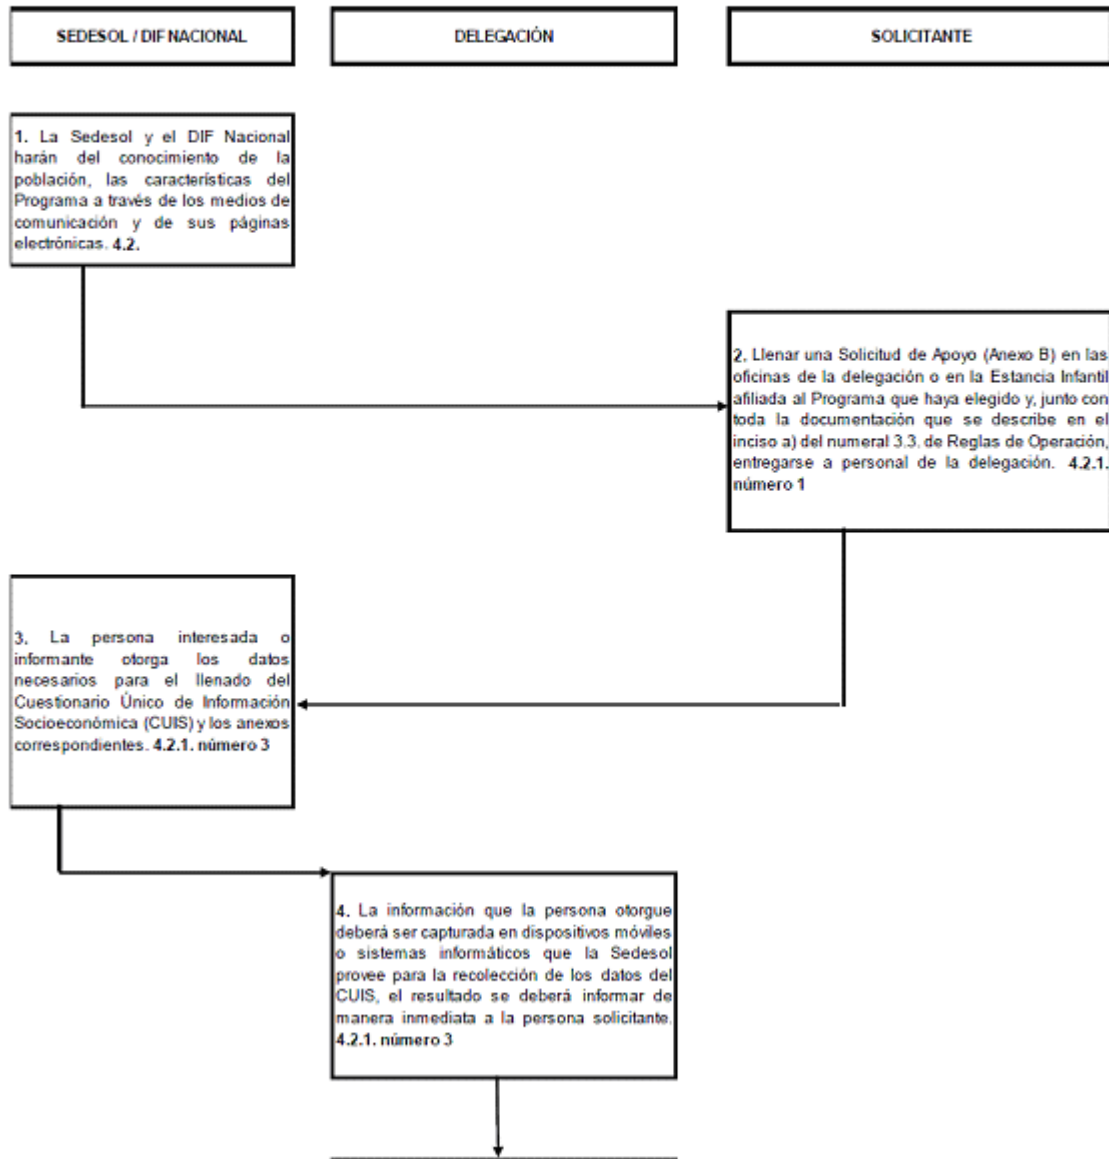 SEDESOL / DIF NACIONAL
DELEGACIÓN
SOLICITANTE
1. La Sedesol y el DIF Nacional
harán del conocimiento de la
población, las características del
Programa a través de los medios de
comunicación y de sus páginas
electrónicas. 4.2.
2. Llenar una Solicitud de Apoyo (Anexo B) en las
oficinas de la delegación o en la Estancia Infantil
afiliada al Programa que haya elegido y, junto con
toda la documentación que se describe en el
inciso a) del numeral 3.3. de Reglas de Operación,
entregarse a personal de la delegación. 4.2.1.
número 1
3. La persona interesada o
informante otorga los datos
necesarios para el llenado del
Cuestionario Único de Información
Socioeconómica (CUIS) y los anexos
correspondientes. 4.2.1. número 3
4. La información que la persona otorgue
deberá ser capturada en dispositivos móviles
o sistemas informáticos que la Sedesol
provee para la recolección de los datos del
CUIS, el resultado se deberá informar de
manera inmediata a la persona solicitante.
4.2.1. número 3